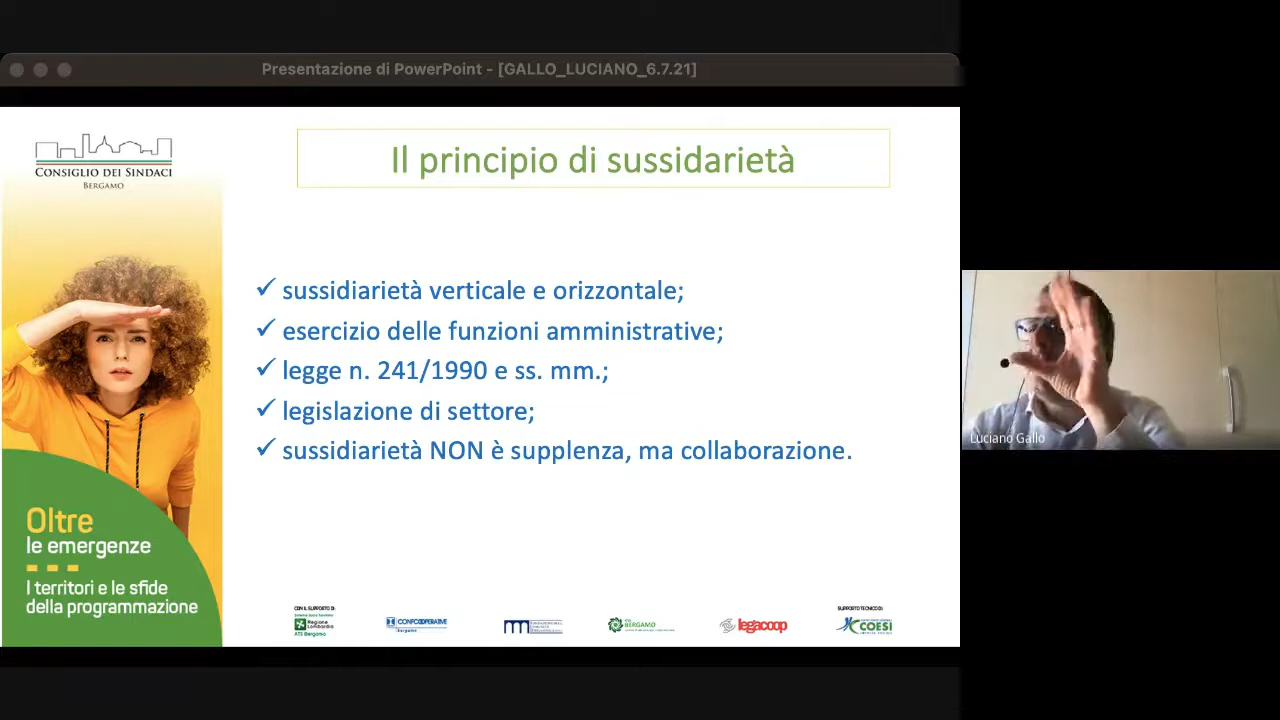 Presentazione di PowerPoint - [GALLO_LUCIANO_6.7.21]
CONSIGLIO DEI SINDACI
BERGAMO
Il principio di sussidarietà
✓ sussidiarietà verticale e orizzontale;
✓ esercizio delle funzioni amministrative;
✓ legge n. 241/1990 e ss. mm.;
✓ legislazione di settore;
✓ sussidiarietà NON è supplenza, ma collaborazione.
Luciano Gallo
Oltre
le emergenze
I territori e le sfide
della programmazione
CON IL SUPPORTO DI:
Regione
Lombardia
ATS Bergamo
CONFCOOPERATIVE
Bergamo
BERGAMO
legacoop
SUPPORTO TECNICO DI:
COESI